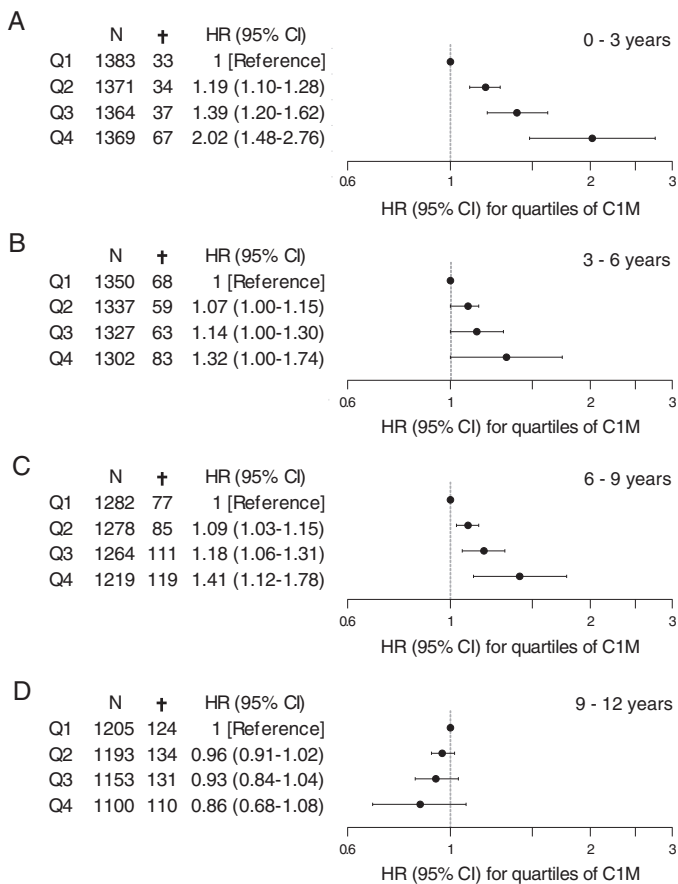 A
0 - 3 years
N † HR (95% CI)
Q1 1383 33 1 [Reference]
Q2 1371 34 1.19 (1.10-1.28)
Q3 1364 37 1.39 (1.20-1.62)
Q4 1369 67 2.02 (1.48-2.76)
0.6 1 2 3
HR (95% CI) for quartiles of C1M
B
3 - 6 years
N † HR (95% CI)
Q1 1350 68 1 [Reference]
Q2 1337 59 1.07 (1.00-1.15)
Q3 1327 63 1.14 (1.00-1.30)
Q4 1302 83 1.32 (1.00-1.74)
0.6 1 2 3
HR (95% CI) for quartiles of C1M
C
6 - 9 years
N † HR (95% CI)
Q1 1282 77 1 [Reference]
Q2 1278 85 1.09 (1.03-1.15)
Q3 1264 111 1.18 (1.06-1.31)
Q4 1219 119 1.41 (1.12-1.78)
0.6 1 2 3
HR (95% CI) for quartiles of C1M
D
9 - 12 years
N † HR (95% CI)
Q1 1205 124 1 [Reference]
Q2 1193 134 0.96 (0.91-1.02)
Q3 1153 131 0.93 (0.84-1.04)
Q4 1100 110 0.86 (0.68-1.08)
0.6 1 2 3
HR (95% CI) for quartiles of C1M